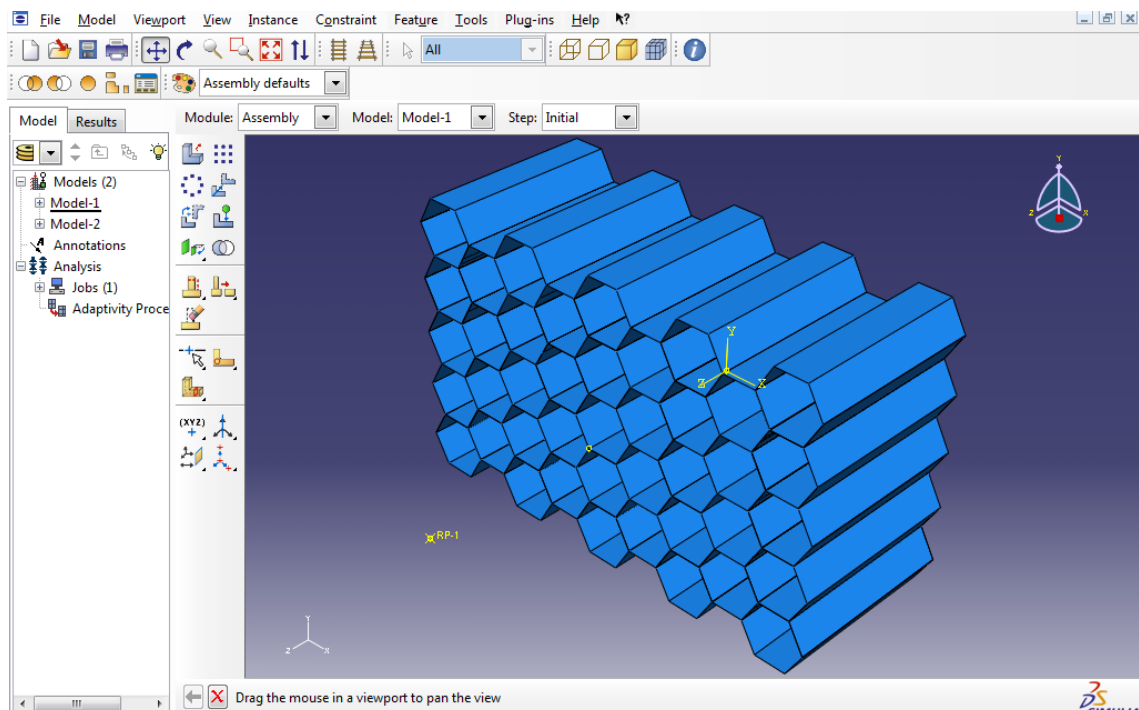 File Model Viewport View Instance Constraint Feature Tools Plug-ins Help
All
Assembly defaults
Model Results
Module: Assembly Model: Model-1 Step: Initial
Models (2)
Model-1
Model-2
Annotations
Analysis
Jobs (1)
Adaptivity Proce
(XYZ)
Y
Z X
Y
Z X
RP-1
Y
Z X
Drag the mouse in a viewport to pan the view